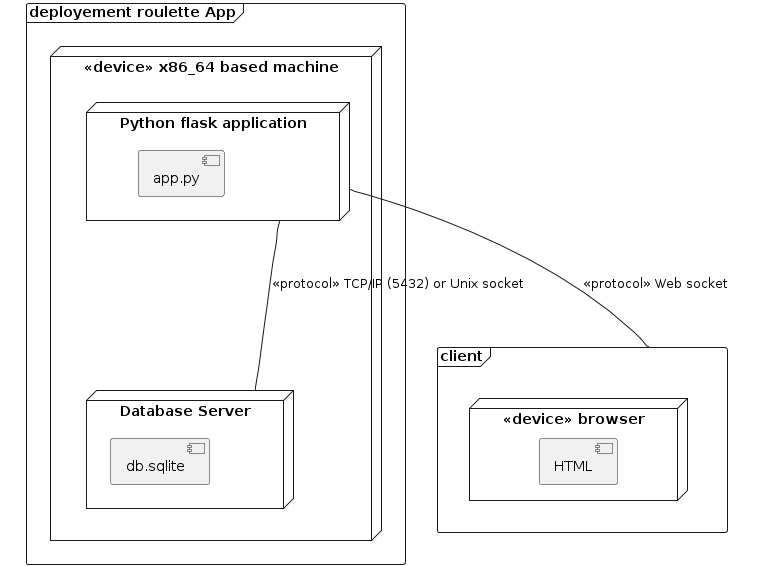 deployement roulette App
«device» x86_64 based machine
Python flask application
app.py
«protocol» TCP/IP (5432) or Unix socket
«protocol» Web socket
client
Database Server
db.sqlite
«device» browser
HTML